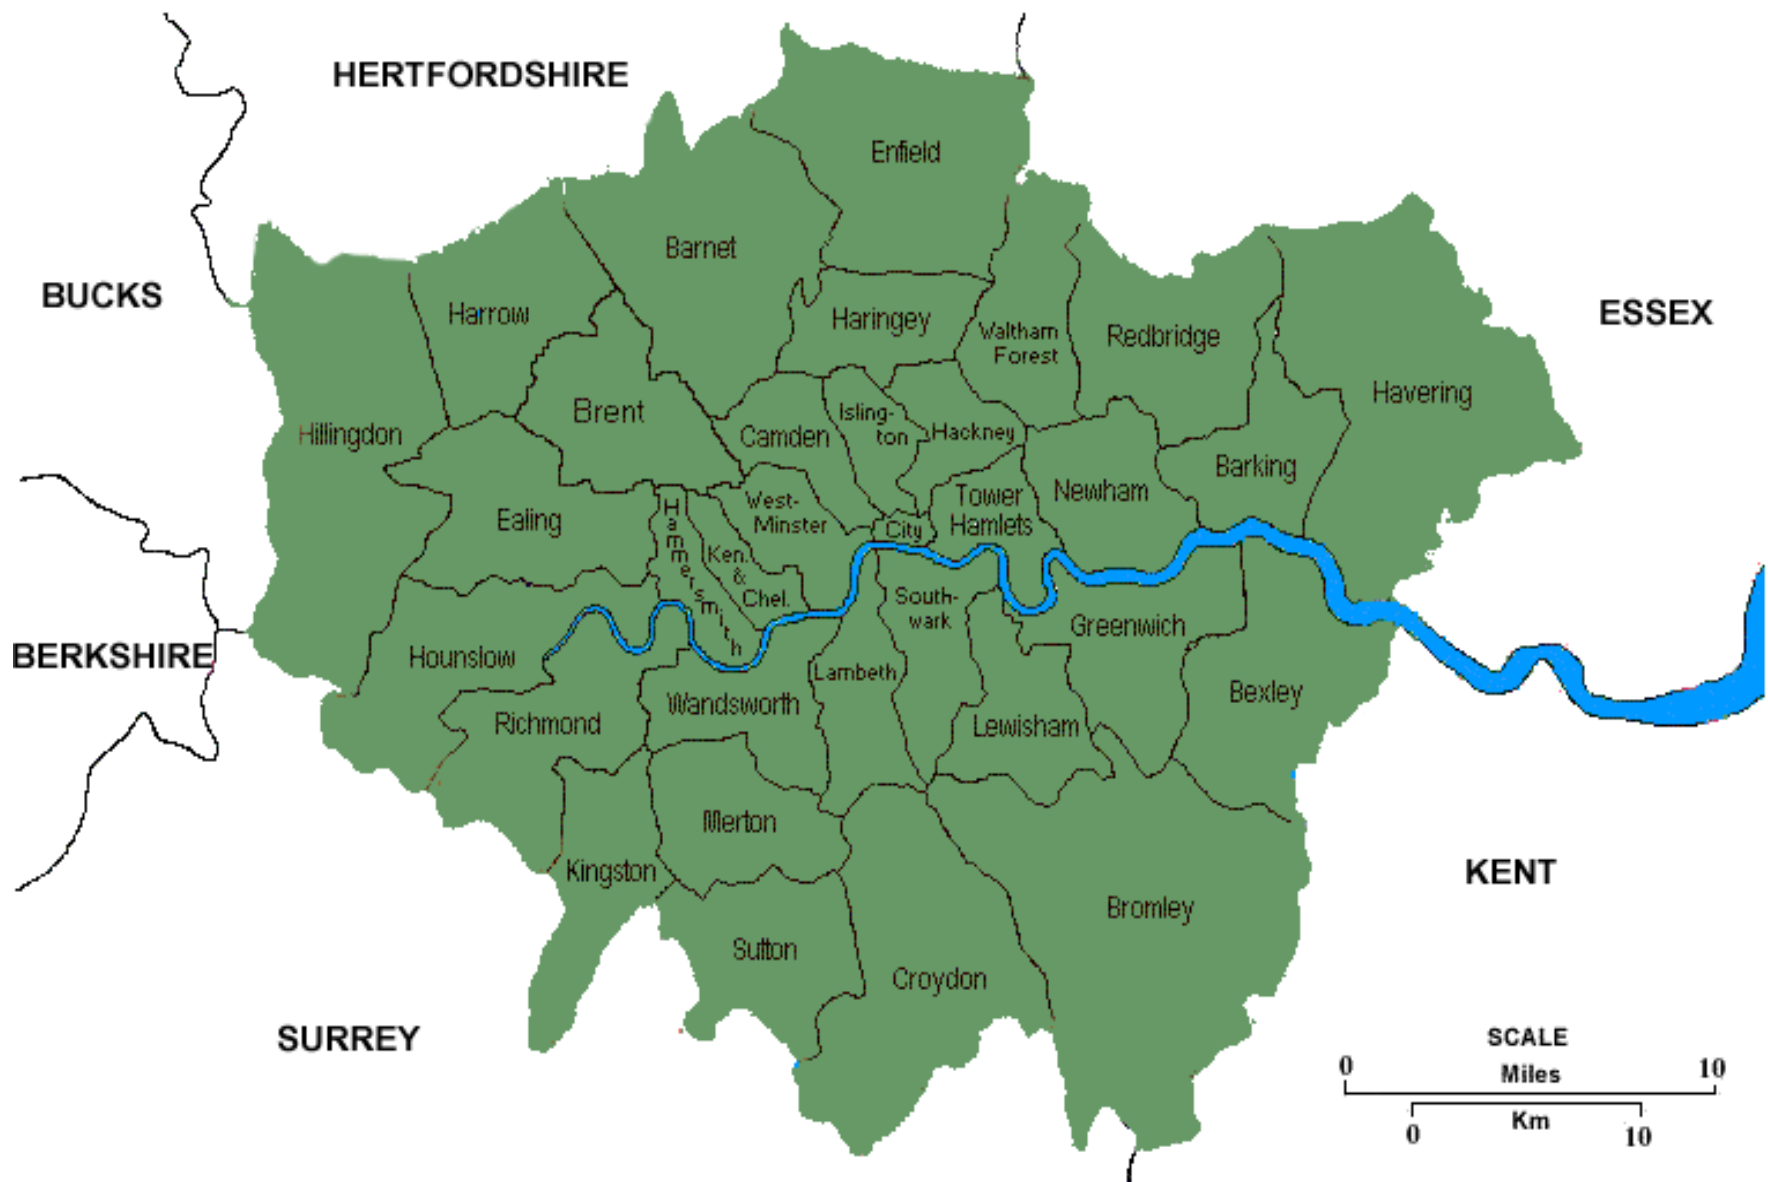 HERTFORDSHIRE
Enfield
Barnet
BUCKS
Harrow
Haringey
Waltham
Forest
Redbridge
ESSEX
Havering
Hillingdon
Brent
Camden
Isling-
ton
Hackney
Barking
Newham
Ealing
Hammersmith
West-
Minster
Tower
Hamlets
City
Ken.
&
Chel.
South-
wark
Greenwich
BERKSHIRE
Hounslow
Lambeth
Bexley
Richmond
Wandsworth
Lewisham
Merton
Kingston
KENT
Bromley
Sutton
Croydon
SURREY
SCALE
0 Miles 10
Km
0 10